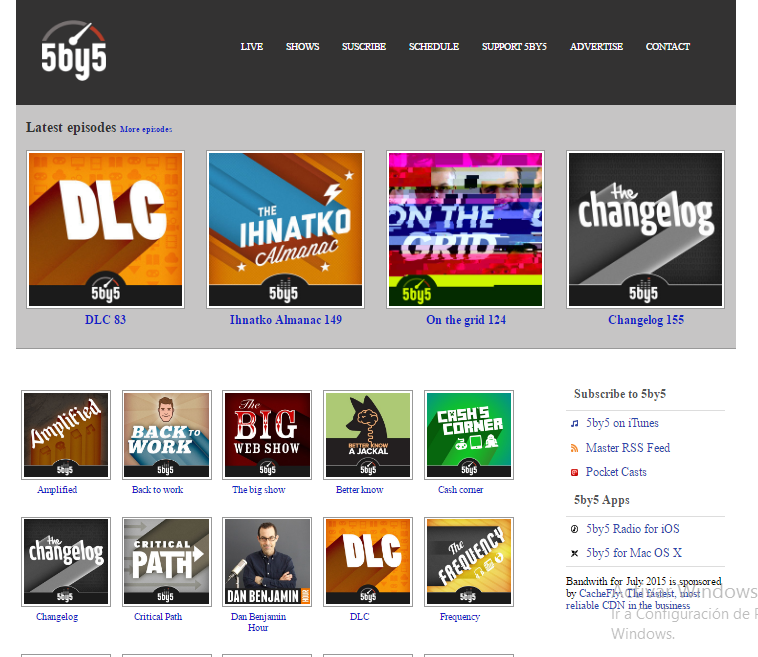 5by5
LIVE SHOWS SUSCRIBE SCHEDULE SUPPORT 5BY5 ADVERTISE CONTACT
Latest episodes More episodes
DLC
5by5
THE
IHNATKO
Almanac
5by5
ON THE
GRID
5by5
the
changelog
5by5
DLC 83
Ihnatko Almanac 149
On the grid 124
Changelog 155
Amplified
5by5
BACK TO
WORK
5by5
The
BIG
WEB SHOW
5by5
BETTER KNOW
A JACKAL
5by5
CASH'S
CORNER
5by5
Amplified
Back to work
The big show
Better know
Cash corner
the
changelog
5by5
CRITICAL
PATH
5by5
DAN BENJAMIN
HOUR
DLC
5by5
The
FREQUENCY
5by5
Changelog
Critical Path
Dan Benjamin
Hour
DLC
Frequency
Subscribe to 5by5
5by5 on iTunes
Master RSS Feed
Pocket Casts
5by5 Apps
5by5 Radio for iOS
5by5 for Mac OS X
Bandwith for July 2015 is sponsored
by CacheFly, The fastest, most
reliable CDN in the business
Activar Windows
Ir a Configuración de P
Windows.